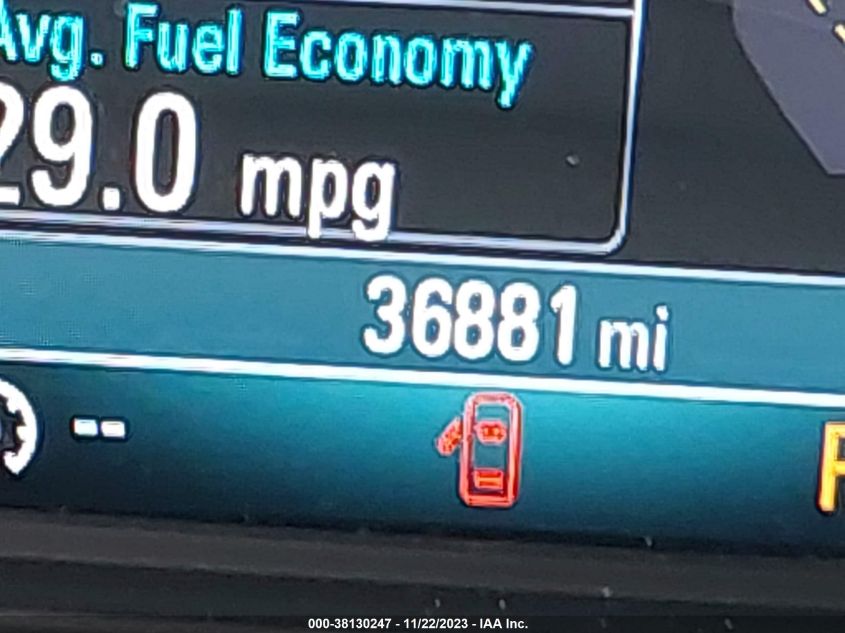 Avg. Fuel Economy
29.0 mpg
36881 mi
--
000-38130247 - 11/22/2023 - IAA Inc.